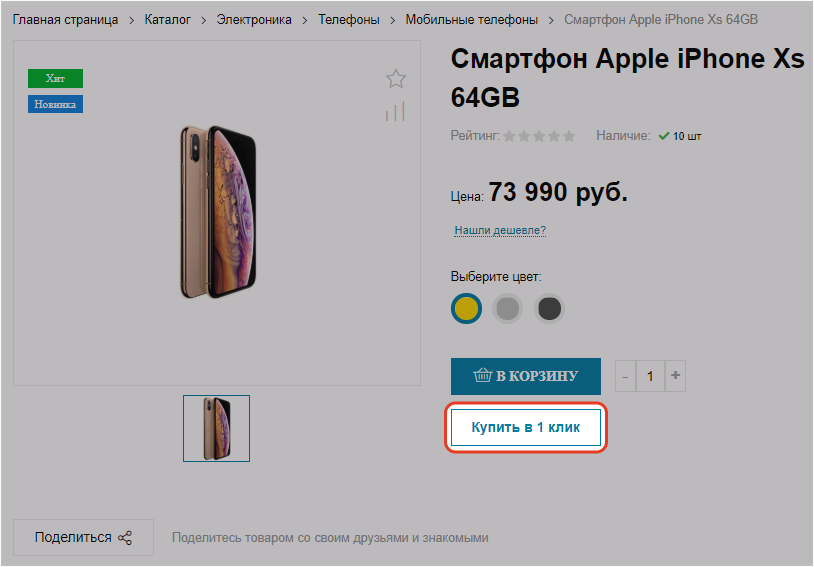 Главная страница > Каталог > Электроника > Телефоны > Мобильные телефоны > Смартфон Apple iPhone Xs 64GB
Хит
Новинка
Смартфон Apple iPhone Xs
64GB
Рейтинг: Наличие: 10 шт
Цена: 73 990 руб.
Нашли дешевле?
Выберите цвет:
В КОРЗИНУ - 1 +
Купить в 1 клик
Поделиться Поделитесь товаром со своим друзьями и знакомыми